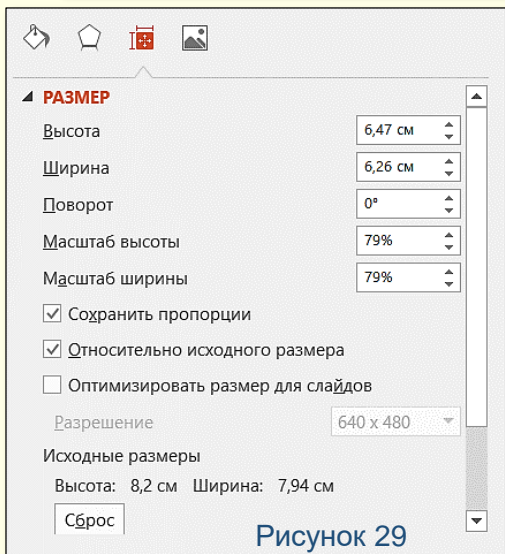 РАЗМЕР
Высота 6,47 см
Ширина 6,26 см
Поворот 0°
Масштаб высоты 79%
Масштаб ширины 79%
Сохранить пропорции
Относительно исходного размера
Оптимизировать размер для слайдов
Разрешение 640 x 480
Исходные размеры
Высота: 8,2 см Ширина: 7,94 см
Сброс
Рисунок 29